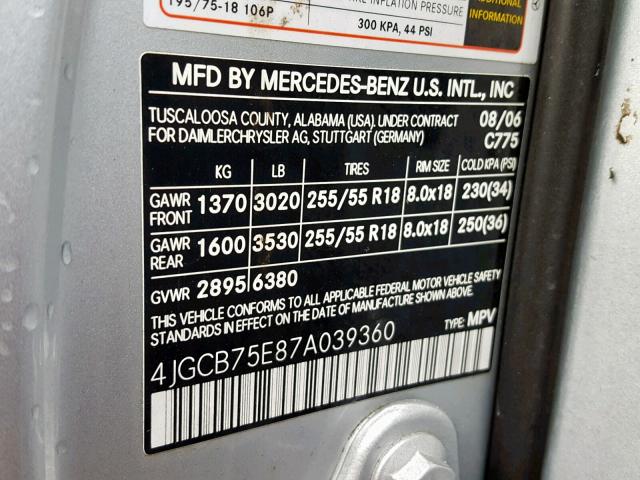 195/75-18 106P
INFLATION PRESSURE
300 KPA, 44 PSI
ADDITIONAL
INFORMATION
MFD BY MERCEDES-BENZ U.S. INTL., INC
TUSCALOOSA COUNTY, ALABAMA (USA). UNDER CONTRACT 08/06
FOR DAIMLERCHRYSLER AG, STUTTGART (GERMANY) C775
KG LB TIRES RIM SIZE COLD KPA (PSI)
GAWR FRONT 1370 3020 255/55 R18 8.0x18 230(34)
GAWR REAR 1600 3530 255/55 R18 8.0x18 250(36)
GVWR 2895 6380
THIS VEHICLE CONFORMS TO ALL APPLICABLE FEDERAL MOTOR VEHICLE SAFETY
STANDARDS IN EFFECT ON THE DATE OF MANUFACTURE SHOWN ABOVE.
TYPE: MPV
4JGCB75E87A039360